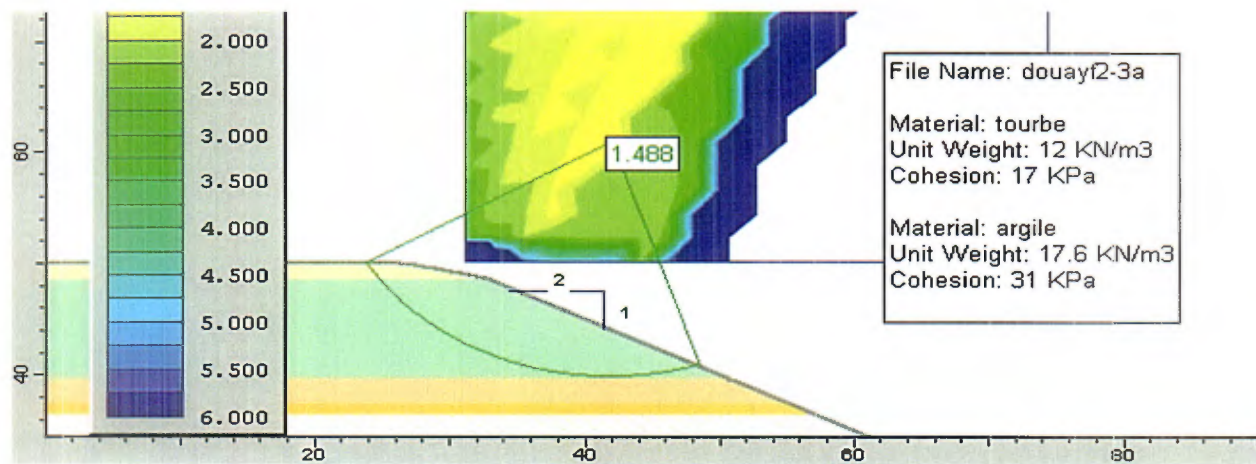 2.000
2.500
3.000
3.500
4.000
4.500
5.000
5.500
6.000
60
40
20
40
60
80
1.488
2
1
File Name: douayf2-3a
Material: tourbe
Unit Weight: 12 KN/m3
Cohesion: 17 KPa
Material: argile
Unit Weight: 17.6 KN/m3
Cohesion: 31 KPa